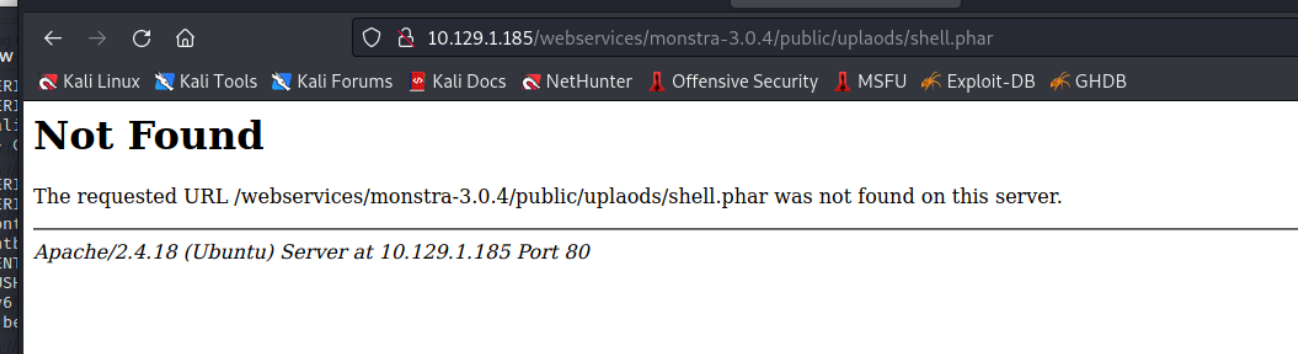 10.129.1.185/webservices/monstra-3.0.4/public/uplaods/shell.phar
Kali Linux Kali Tools Kali Forums Kali Docs NetHunter Offensive Security MSFU Exploit-DB GHDB
Not Found
The requested URL /webservices/monstra-3.0.4/public/uplaods/shell.phar was not found on this server.
Apache/2.4.18 (Ubuntu) Server at 10.129.1.185 Port 80